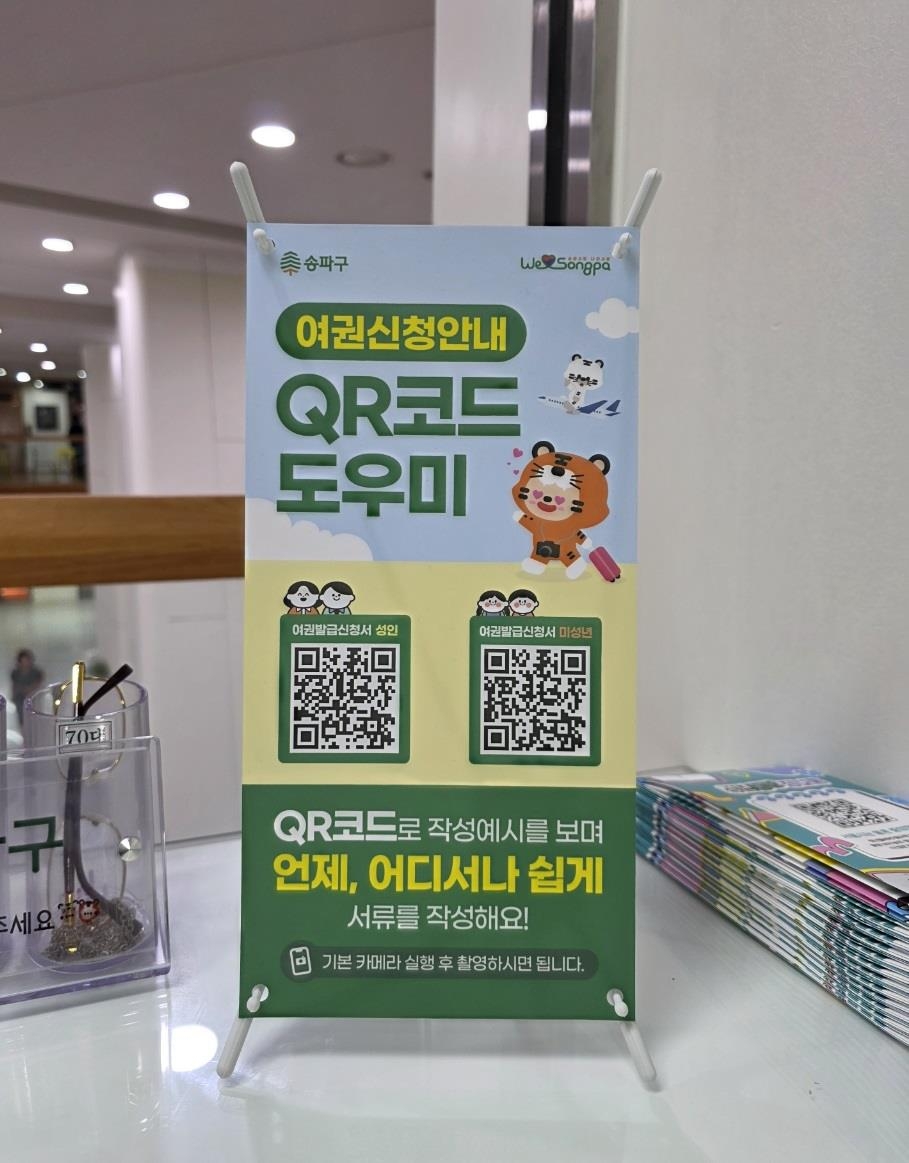 송파구
We Songpa
여권신청안내
QR코드
도우미
여권발급신청서 성인
여권발급신청서 미성년
QR코드로 작성예시를 보며
언제, 어디서나 쉽게
서류를 작성해요!
기본 카메라 실행 후 촬영하시면 됩니다.
70대
구
주세요